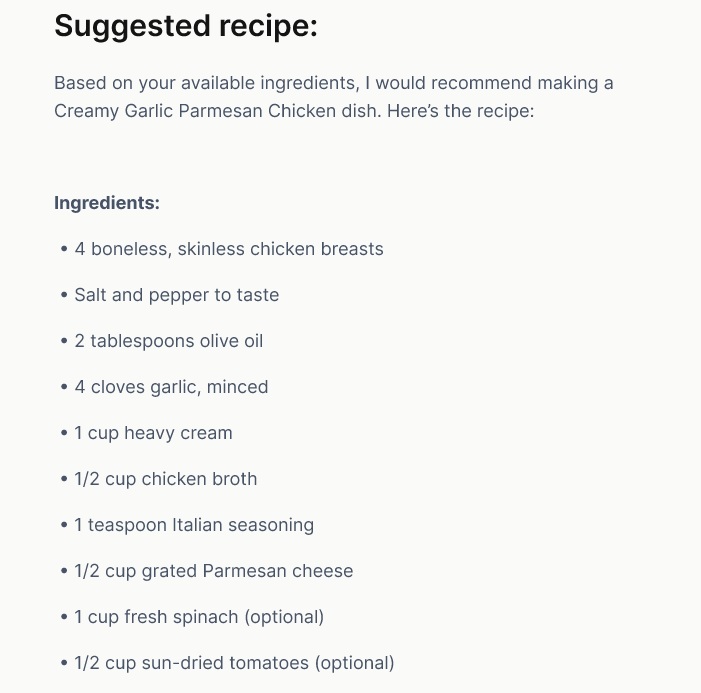 Suggested recipe:
Based on your available ingredients, I would recommend making a
Creamy Garlic Parmesan Chicken dish. Here’s the recipe:
Ingredients:
• 4 boneless, skinless chicken breasts
• Salt and pepper to taste
• 2 tablespoons olive oil
• 4 cloves garlic, minced
• 1 cup heavy cream
• 1/2 cup chicken broth
• 1 teaspoon Italian seasoning
• 1/2 cup grated Parmesan cheese
• 1 cup fresh spinach (optional)
• 1/2 cup sun-dried tomatoes (optional)